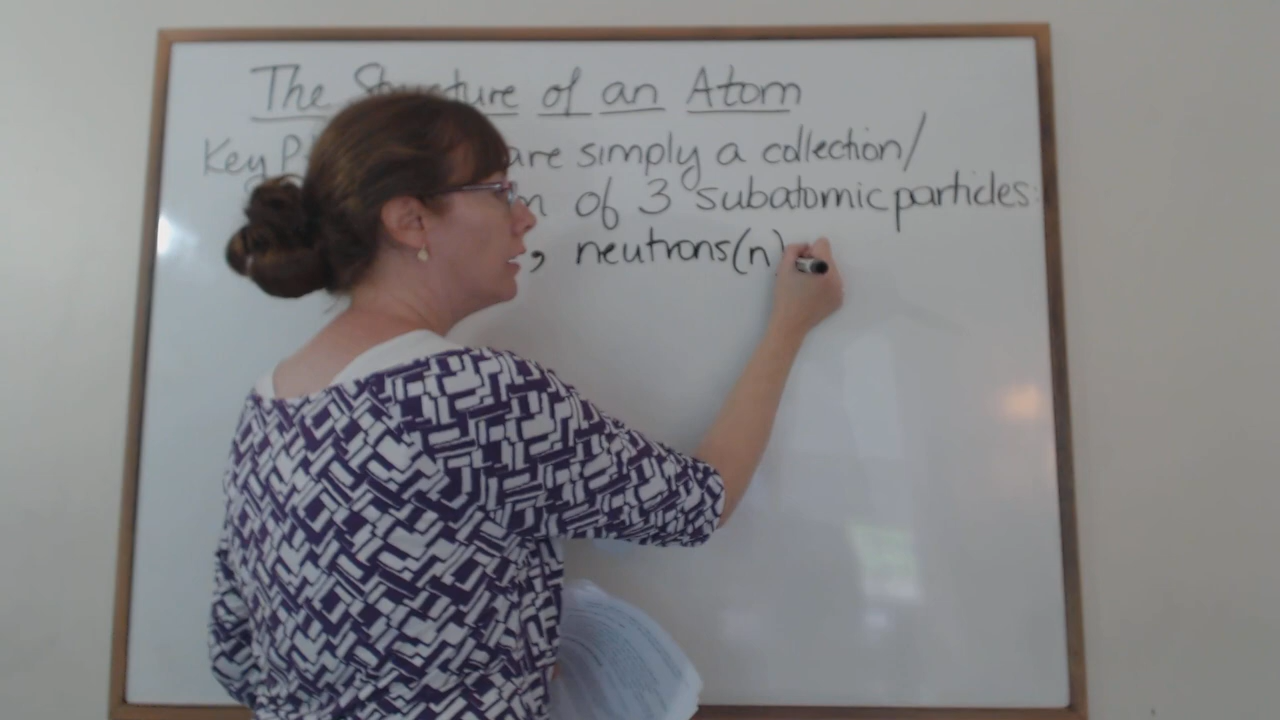 The Structure of an Atom
Key are simply a collection/
of 3 subatomic particles:
, neutrons(n)